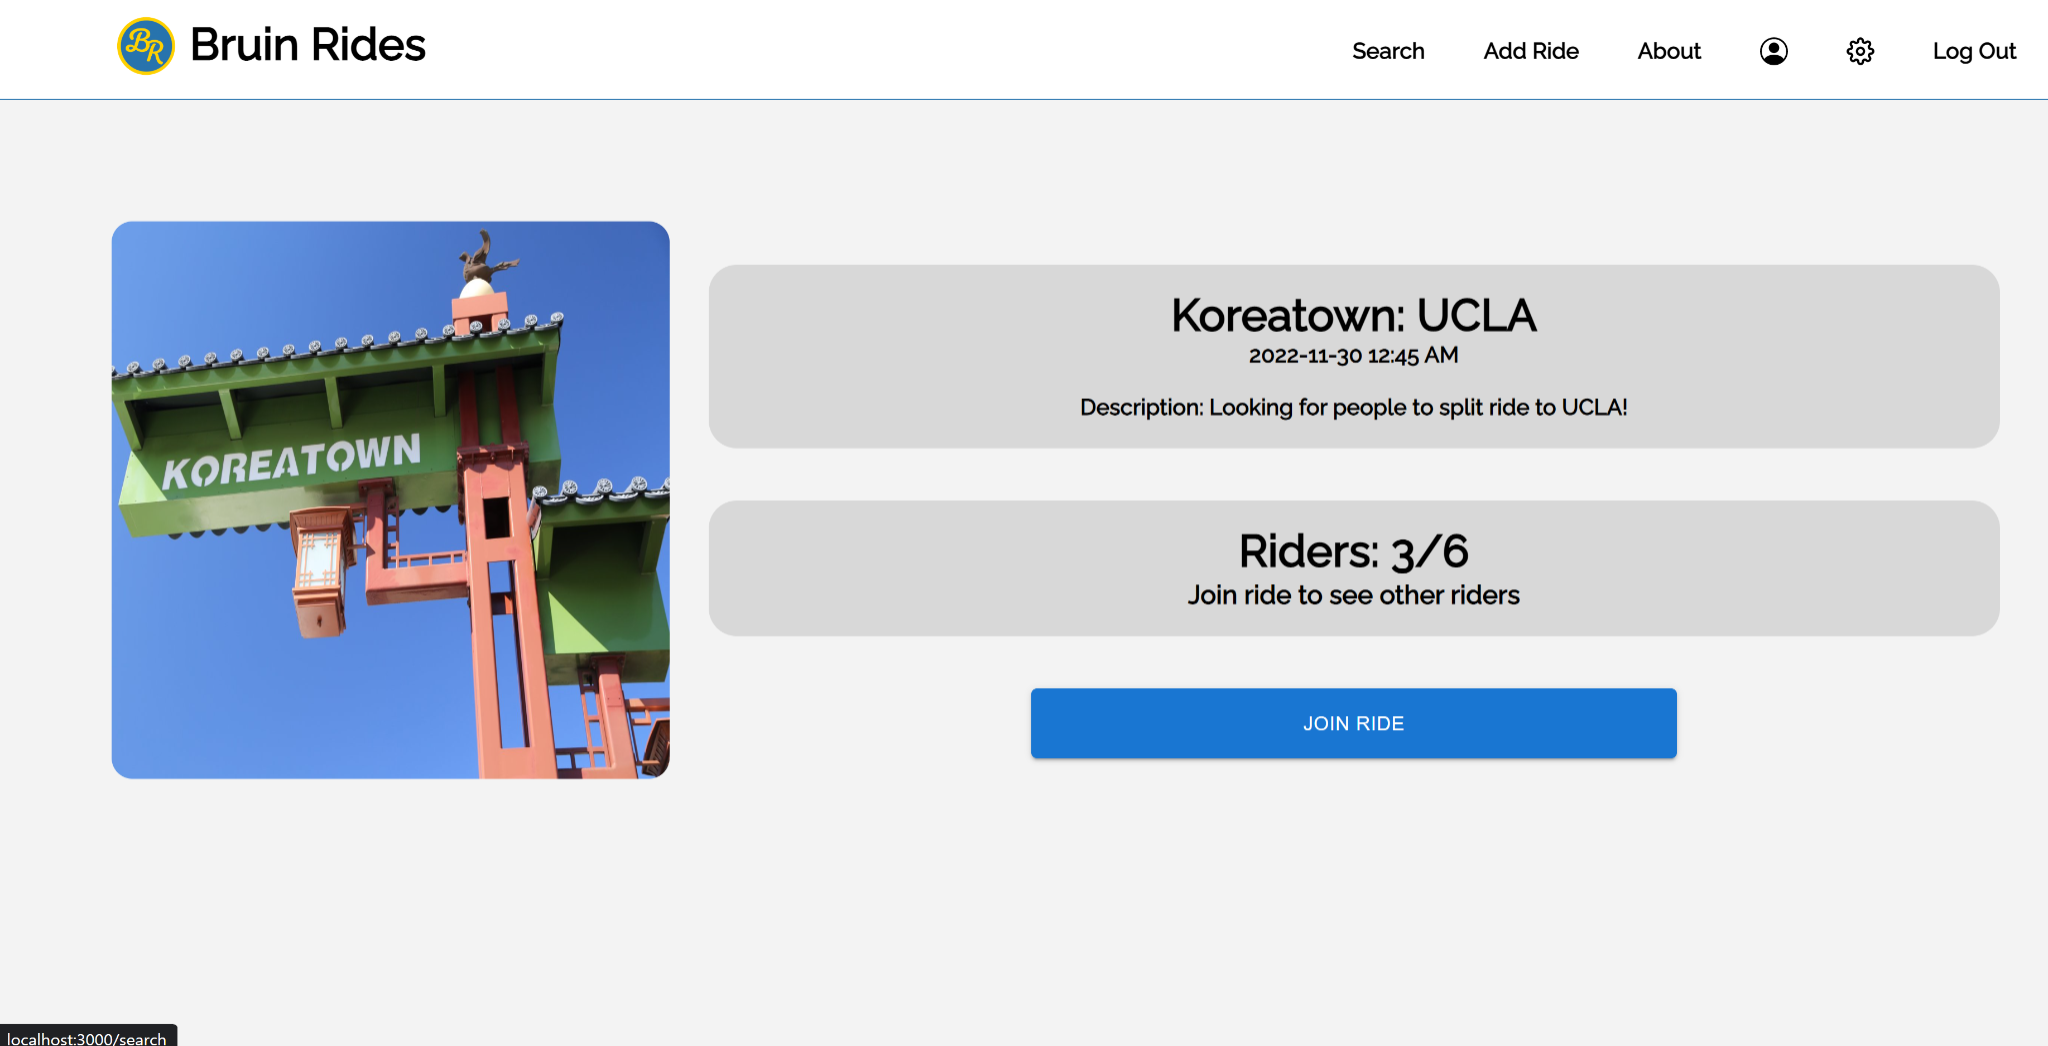 BR Bruin Rides
Search Add Ride About Log Out
KOREATOWN
Koreatown: UCLA
2022-11-30 12:45 AM
Description: Looking for people to split ride to UCLA!
Riders: 3/6
Join ride to see other riders
JOIN RIDE
localhost:3000/search